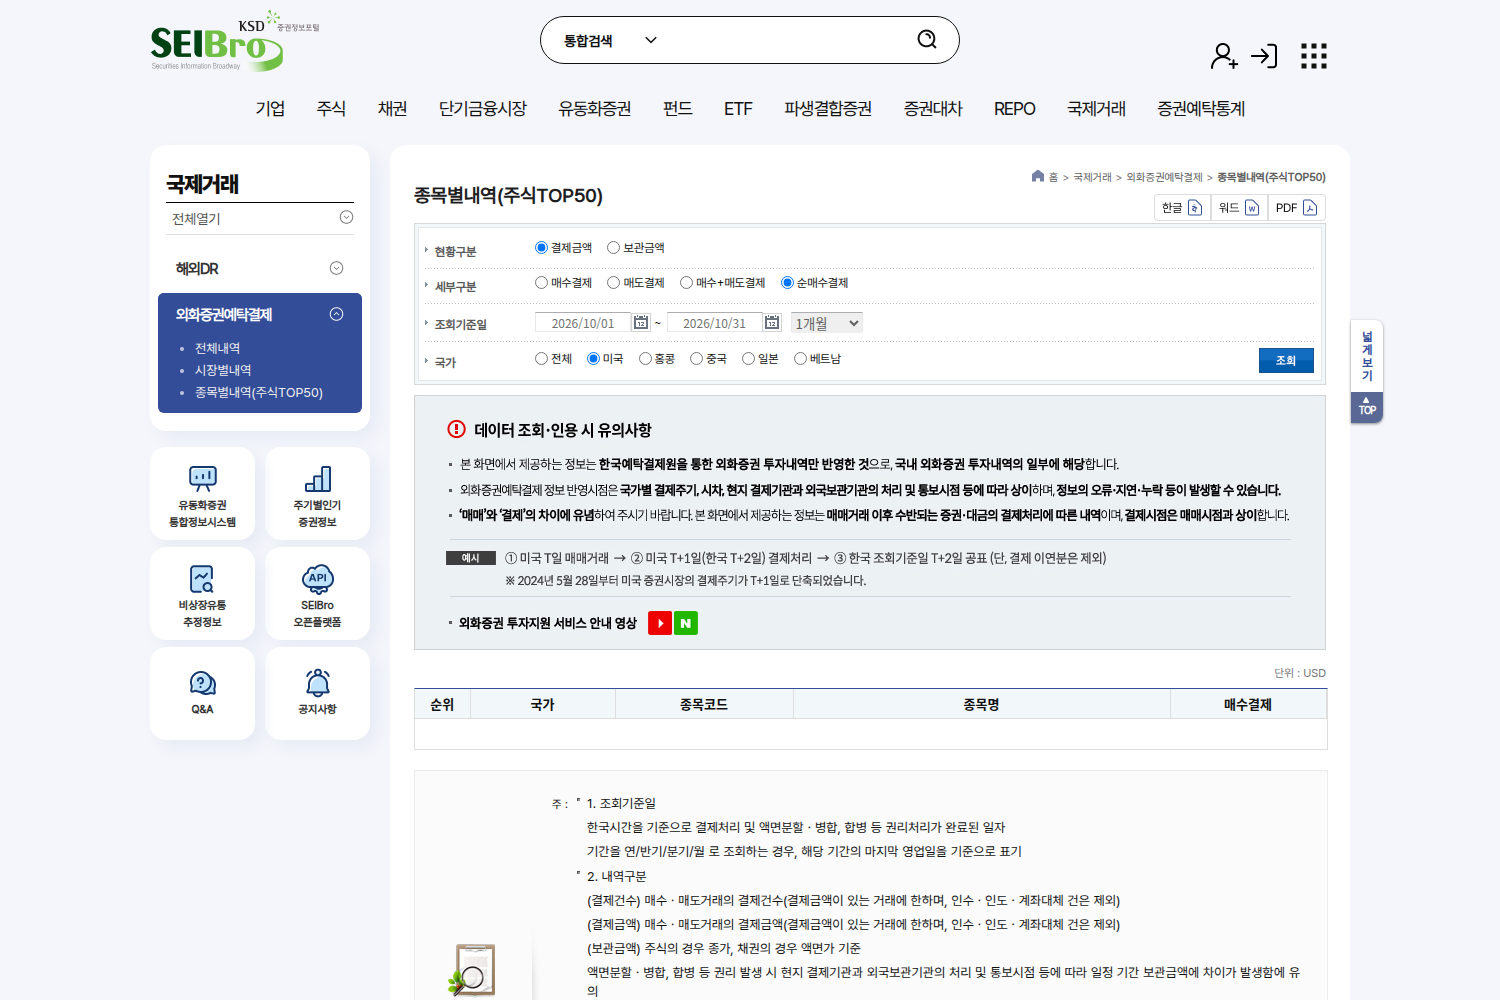 KSD 증권정보포털
SEIBro
Securities Information Broadway
통합검색
기업 주식 채권 단기금융시장 유동화증권 펀드 ETF 파생결합증권 증권대차 REPO 국제거래 증권예탁통계
국제거래
전체열기
해외DR
외화증권예탁결제
전체내역
시장별내역
종목별내역(주식TOP50)
유동화증권
통합정보시스템
주기별인기
증권정보
비상장유통
추정정보
API
SEIBro
오픈플랫폼
Q&A
공지사항
홈 > 국제거래 > 외화증권예탁결제 > 종목별내역(주식TOP50)
종목별내역(주식TOP50)
한글 워드 PDF
현황구분 결제금액 보관금액
세부구분 매수결제 매도결제 매수+매도결제 순매수결제
조회기준일 2026/10/01 ~ 2026/10/31 1개월
국가 전체 미국 홍콩 중국 일본 베트남 조회
데이터 조회·인용 시 유의사항
본 화면에서 제공하는 정보는 한국예탁결제원을 통한 외화증권 투자내역만 반영한 것으로, 국내 외화증권 투자내역의 일부에 해당합니다.
외화증권예탁결제 정보 반영시점은 국가별 결제주기, 시차, 현지 결제기관과 외국보관기관의 처리 및 통보시점 등에 따라 상이하며, 정보의 오류·지연·누락 등이 발생할 수 있습니다.
‘매매’와 ‘결제’의 차이에 유념하여 주시기 바랍니다. 본 화면에서 제공하는 정보는 매매거래 이후 수반되는 증권·대금의 결제처리에 따른 내역이며, 결제시점은 매매시점과 상이합니다.
예시 ① 미국 T일 매매거래 → ② 미국 T+1일(한국 T+2일) 결제처리 → ③ 한국 조회기준일 T+2일 공표 (단, 결제 이연분은 제외)
※ 2024년 5월 28일부터 미국 증권시장의 결제주기가 T+1일로 단축되었습니다.
외화증권 투자지원 서비스 안내 영상 N
단위 : USD
순위 국가 종목코드 종목명 매수결제
주 : 1. 조회기준일
한국시간을 기준으로 결제처리 및 액면분할 · 병합, 합병 등 권리처리가 완료된 일자
기간을 연/반기/분기/월 로 조회하는 경우, 해당 기간의 마지막 영업일을 기준으로 표기
2. 내역구분
(결제건수) 매수 · 매도거래의 결제건수(결제금액이 있는 거래에 한하며, 인수 · 인도 · 계좌대체 건은 제외)
(결제금액) 매수 · 매도거래의 결제금액(결제금액이 있는 거래에 한하며, 인수 · 인도 · 계좌대체 건은 제외)
(보관금액) 주식의 경우 종가, 채권의 경우 액면가 기준
액면분할 · 병합, 합병 등 권리 발생 시 현지 결제기관과 외국보관기관의 처리 및 통보시점 등에 따라 일정 기간 보관금액에 차이가 발생함에 유
의
넓게보기
TOP